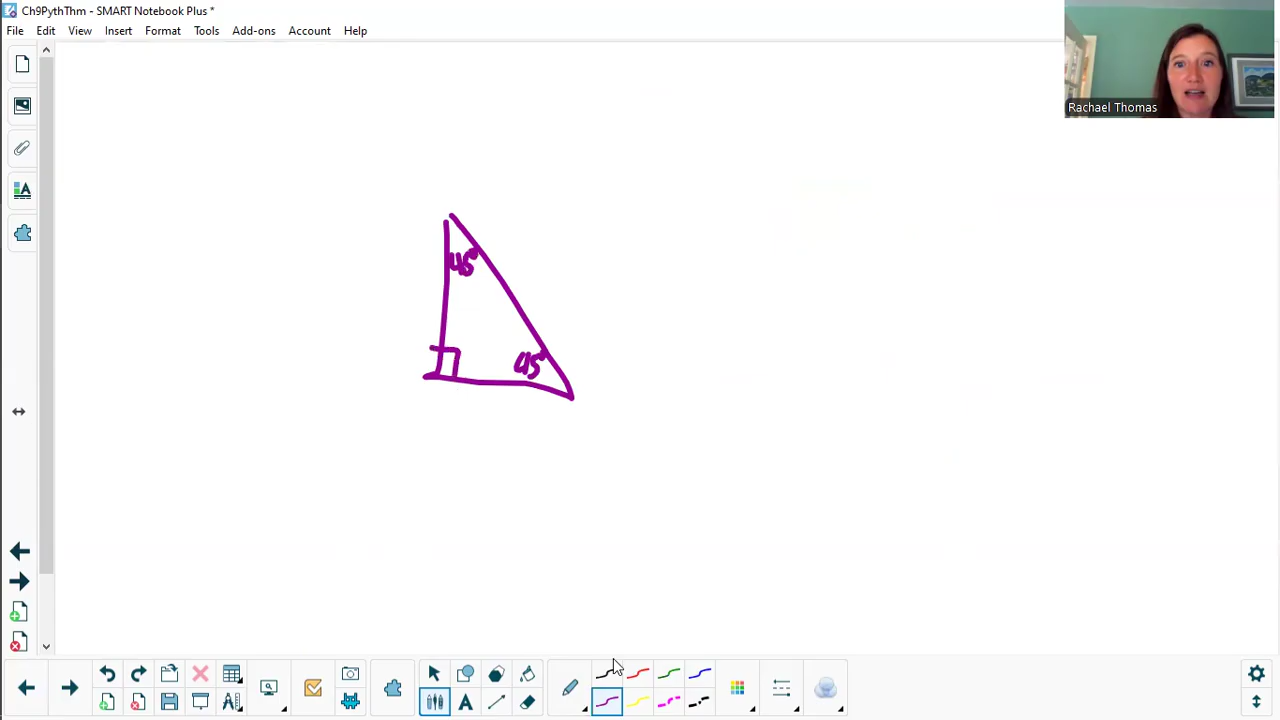 Ch9PythThm - SMART Notebook Plus *
File Edit View Insert Format Tools Add-ons Account Help
Rachael Thomas
45°
45°